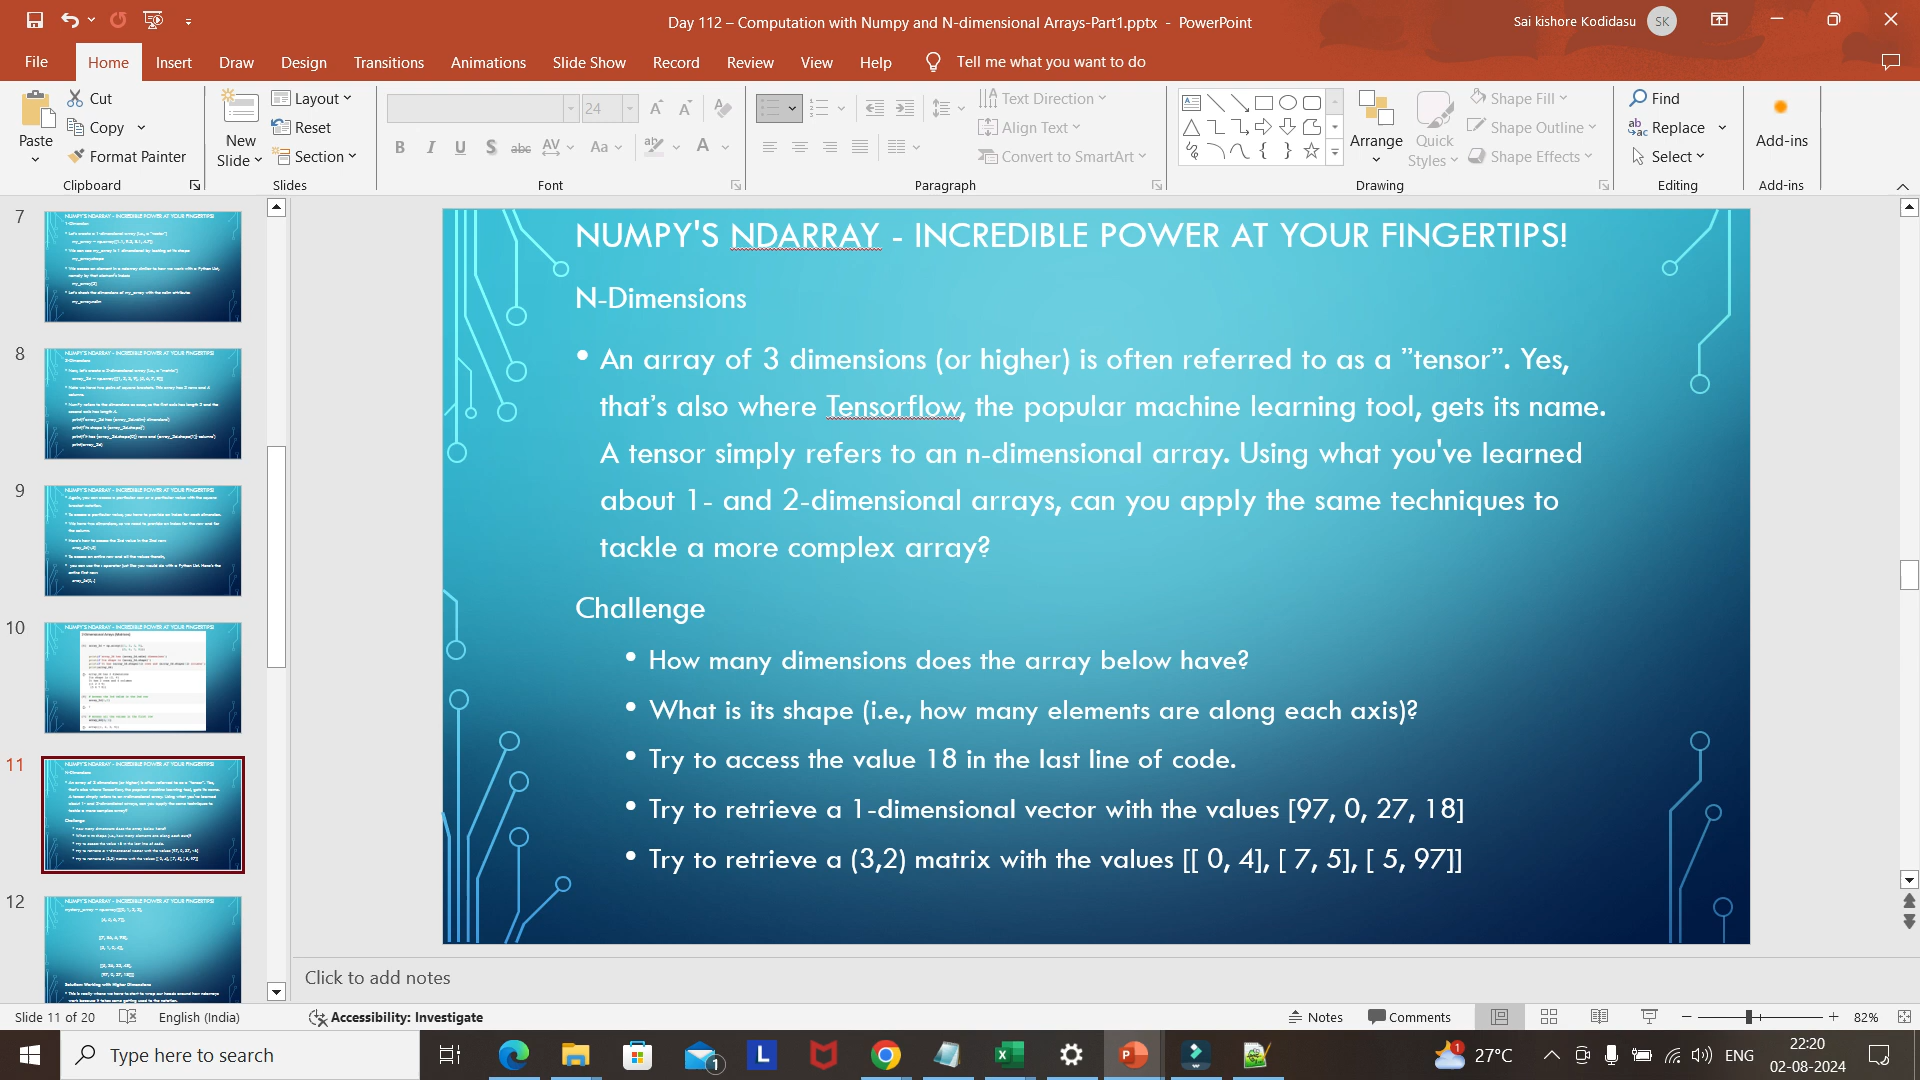 Day 112 – Computation with Numpy and N-dimensional Arrays-Part1.pptx - PowerPoint
Sai kishore Kodidasu
SK
File
Home
Insert
Draw
Design
Transitions
Animations
Slide Show
Record
Review
View
Help
Tell me what you want to do
Paste
Cut
Copy
Format Painter
Clipboard
New
Slide
Layout
Reset
Section
Slides
24
Font
Text Direction
Align Text
Convert to SmartArt
Paragraph
Arrange
Quick
Styles
Shape Fill
Shape Outline
Shape Effects
Drawing
Find
Replace
Select
Editing
Add-ins
Add-ins
7
8
9
10
11
12
NUMPY'S NDARRAY - INCREDIBLE POWER AT YOUR FINGERTIPS!
N-Dimensions
• An array of 3 dimensions (or higher) is often referred to as a ”tensor”. Yes,
that’s also where Tensorflow, the popular machine learning tool, gets its name.
A tensor simply refers to an n-dimensional array. Using what you've learned
about 1- and 2-dimensional arrays, can you apply the same techniques to
tackle a more complex array?
Challenge
• How many dimensions does the array below have?
• What is its shape (i.e., how many elements are along each axis)?
• Try to access the value 18 in the last line of code.
• Try to retrieve a 1-dimensional vector with the values [97, 0, 27, 18]
• Try to retrieve a (3,2) matrix with the values [[ 0, 4], [ 7, 5], [ 5, 97]]
Click to add notes
Slide 11 of 20
English (India)
Accessibility: Investigate
Notes
Comments
82%
Type here to search
27°C
ENG
22:20
02-08-2024